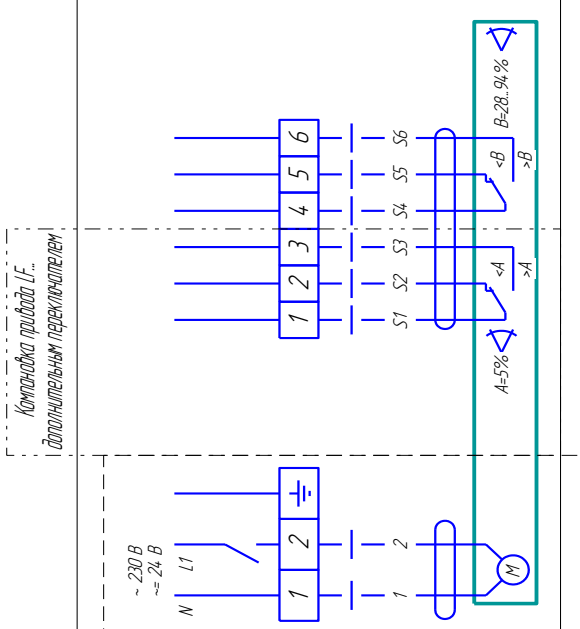 Компановка привода LF...
дополнительным переключателем
~ 230 В
~= 24 В
N
L1
1
2
1
2
3
4
5
6
1
2
S1
S2
S3
S4
S5
S6
M
A=5%
<A
>A
<B
>B
B=28..94%